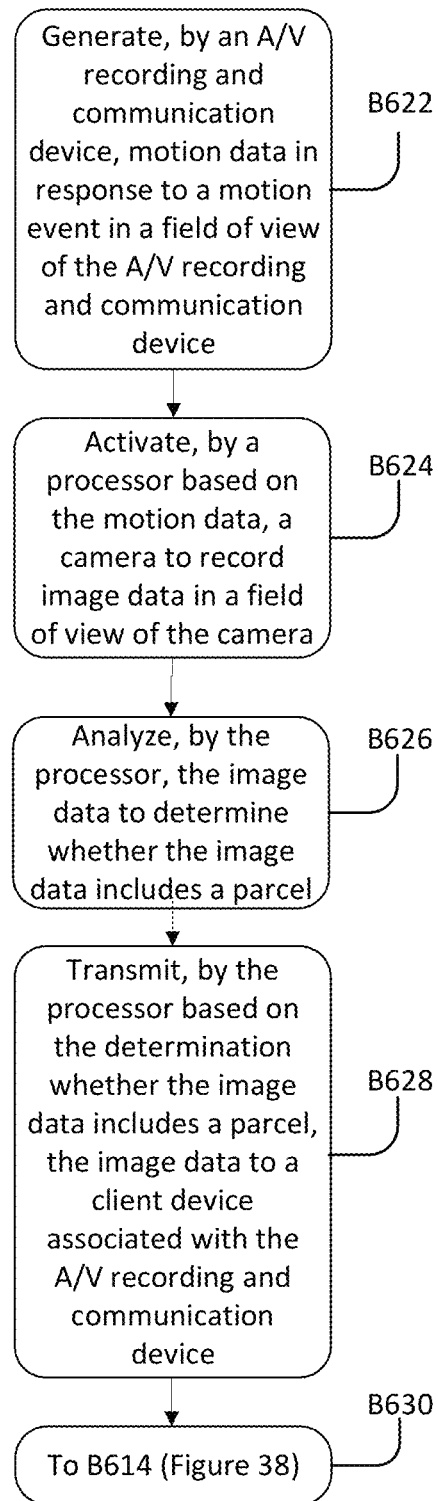 Generate, by an A/V
recording and
communication
device, motion data in
response to a motion
event in a field of view
of the A/V recording
and communication
device
B622
Activate, by a
processor based on
the motion data, a
camera to record
image data in a field
of view of the camera
B624
Analyze, by the
processor, the image
data to determine
whether the image
data includes a parcel
B626
Transmit, by the
processor based on
the determination
whether the image
data includes a parcel,
the image data to a
client device
associated with the
A/V recording and
communication
device
B628
To B614 (Figure 38)
B630